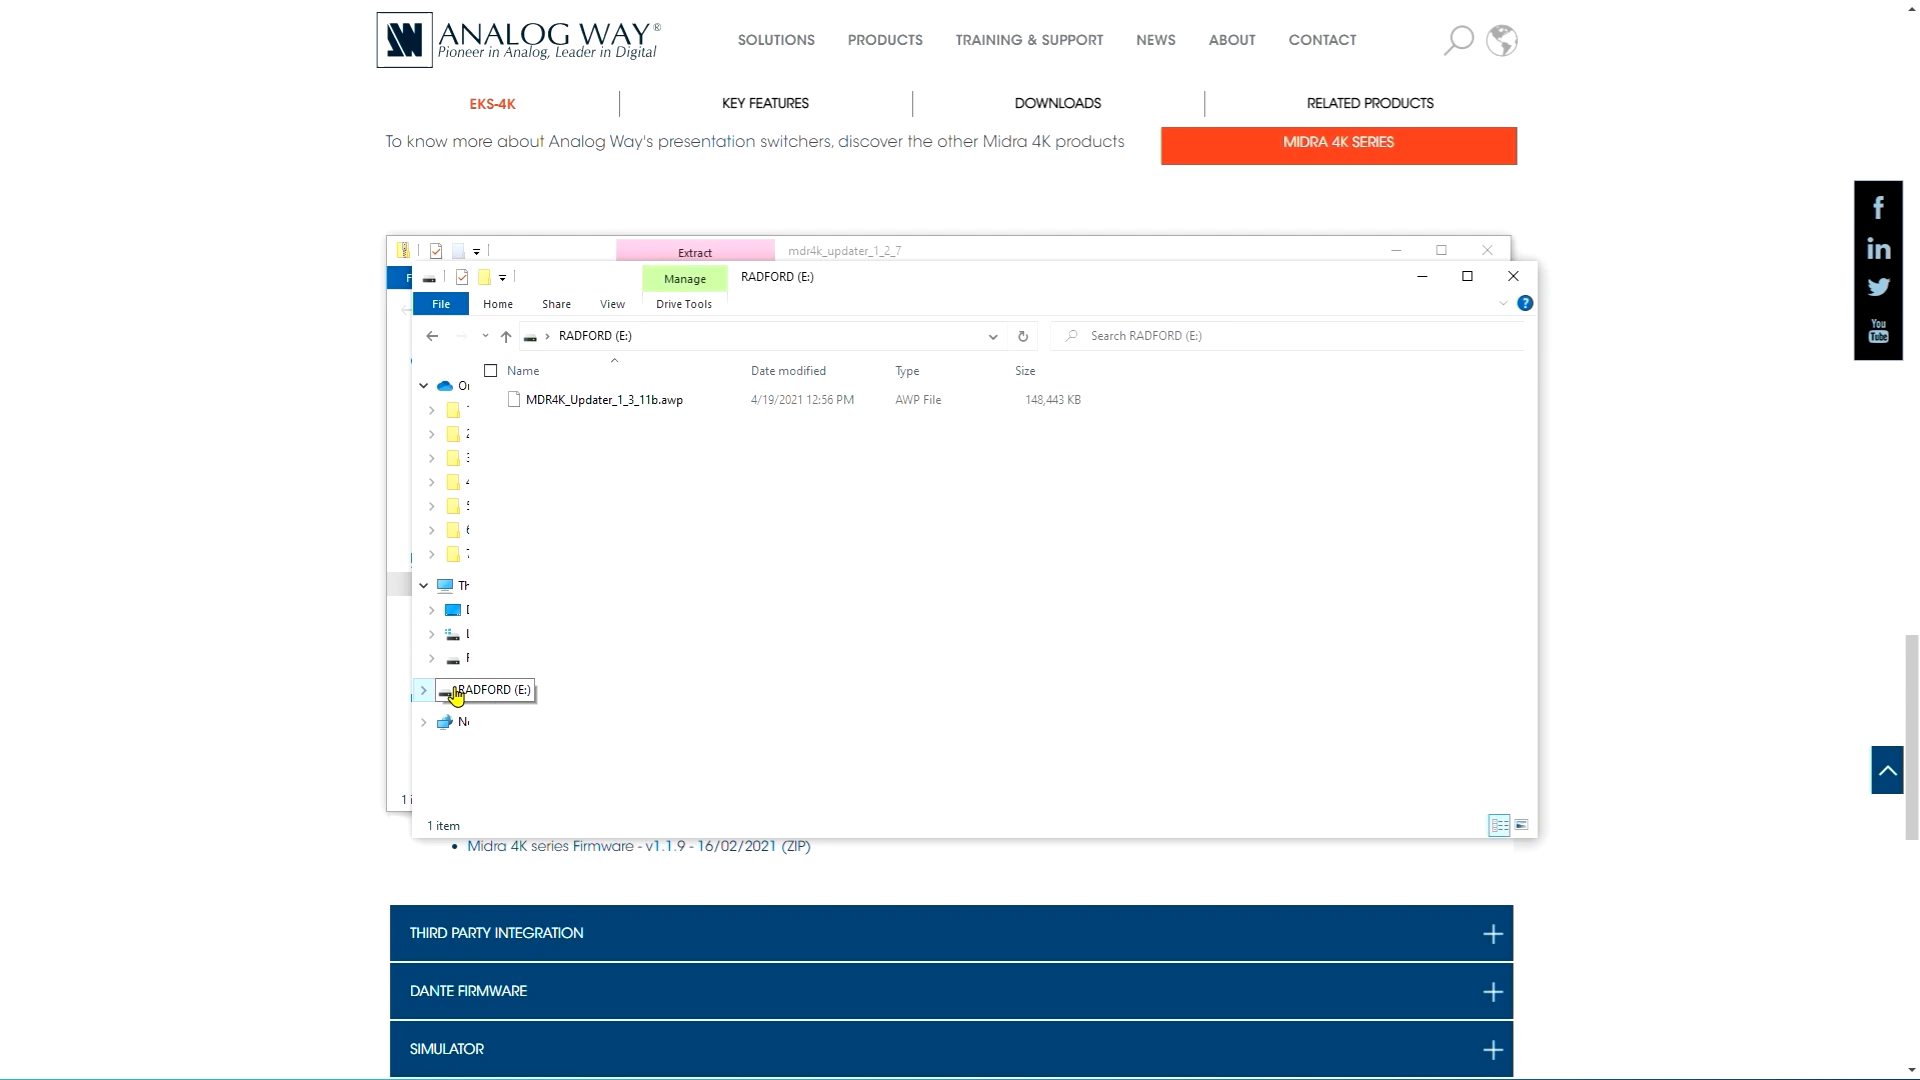 ANALOG WAY®
Pioneer in Analog, Leader in Digital
SOLUTIONS PRODUCTS TRAINING & SUPPORT NEWS ABOUT CONTACT
EKS-4K KEY FEATURES DOWNLOADS RELATED PRODUCTS
To know more about Analog Way's presentation switchers, discover the other Midra 4K products
MIDRA 4K SERIES
Extract mdr4k_updater_1_2_7
Manage RADFORD (E:)
File Home Share View Drive Tools
RADFORD (E:) Search RADFORD (E:)
Name Date modified Type Size
MDR4K_Updater_1_3_11b.awp 4/19/2021 12:56 PM AWP File 148,443 KB
RADFORD (E:)
1 item
Midra 4K series Firmware - v1.1.9 - 16/02/2021 (ZIP)
THIRD PARTY INTEGRATION
DANTE FIRMWARE
SIMULATOR
You
Tube